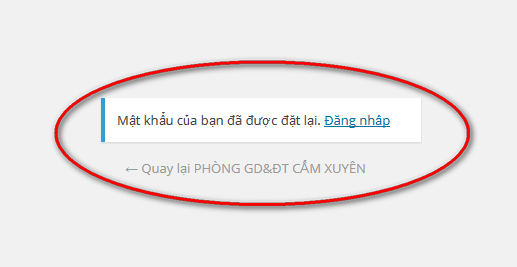 Mật khẩu của bạn đã được đặt lại. Đăng nhập
← Quay lại PHÒNG GD&ĐT CẨM XUYÊN